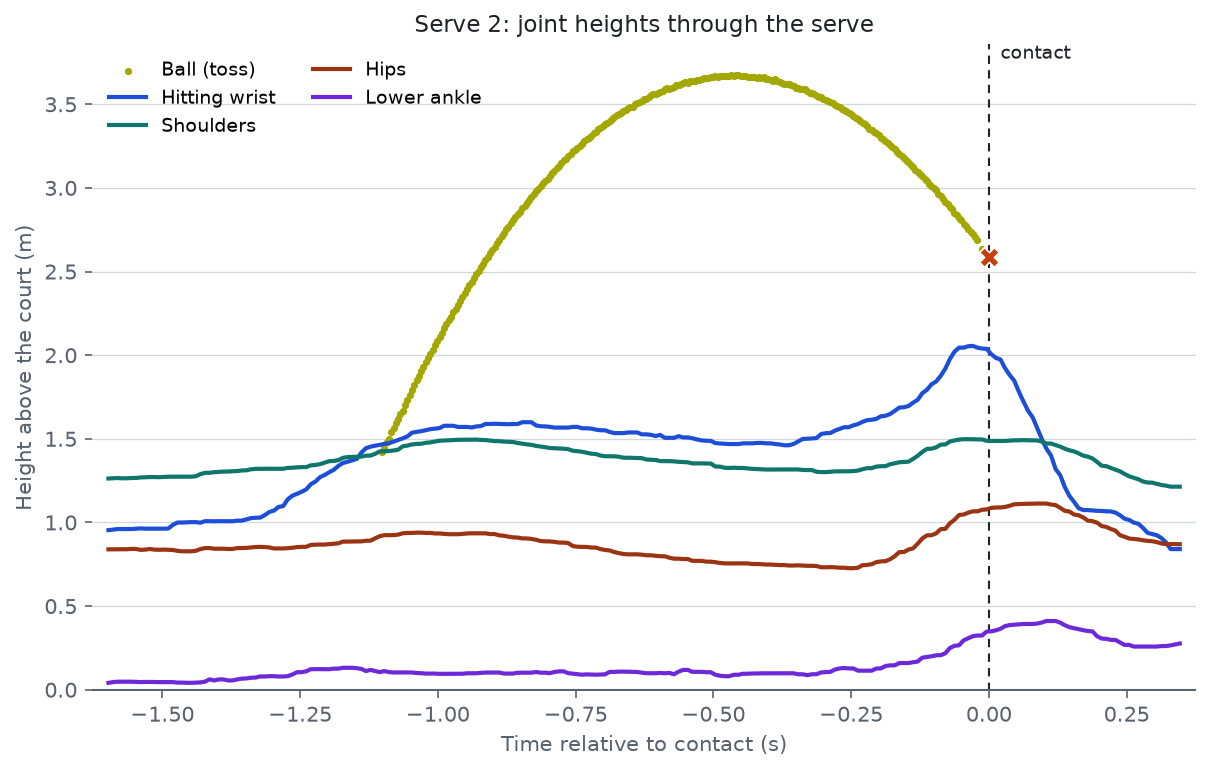 Serve 2: joint heights through the serve
contact
Ball (toss)
Hitting wrist
Shoulders
Hips
Lower ankle
Height above the court (m)
3.5
3.0
2.5
2.0
1.5
1.0
0.5
0.0
−1.50 −1.25 −1.00 −0.75 −0.50 −0.25 0.00 0.25
Time relative to contact (s)